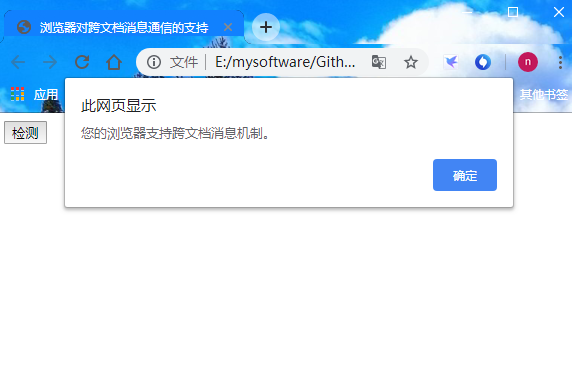 浏览器对跨文档消息通信的支持
文件 E:/mysoftware/Gith...
n
应用
其他书签
此网页显示
您的浏览器支持跨文档消息机制。
确定
检测